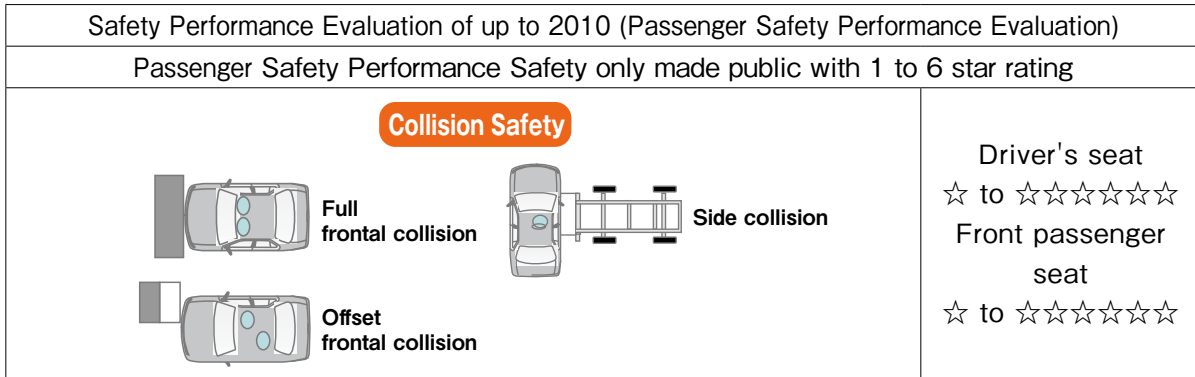 Safety Performance Evaluation of up to 2010 (Passenger Safety Performance Evaluation)
Passenger Safety Performance Safety only made public with 1 to 6 star rating
Collision Safety
Full
frontal collision
Side collision
Offset
frontal collision
Driver's seat
☆ to ☆☆☆☆☆☆
Front passenger
seat
☆ to ☆☆☆☆☆☆